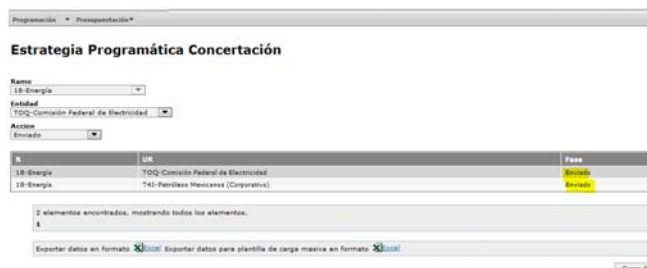 Programación Presupuestación
Estrategia Programática Concertación
Ramo
18-Energía
Entidad
TOQ-Comisión Federal de Electricidad
Accion
Enviado
R UR Fase
18-Energía TOQ-Comisión Federal de Electricidad Enviado
18-Energía T4I-Petróleos Mexicanos (Corporativo) Enviado
2 elementos encontrados, mostrando todos los elementos.
1
Exportar datos en formato Excel Exportar datos para plantilla de carga masiva en formato Excel